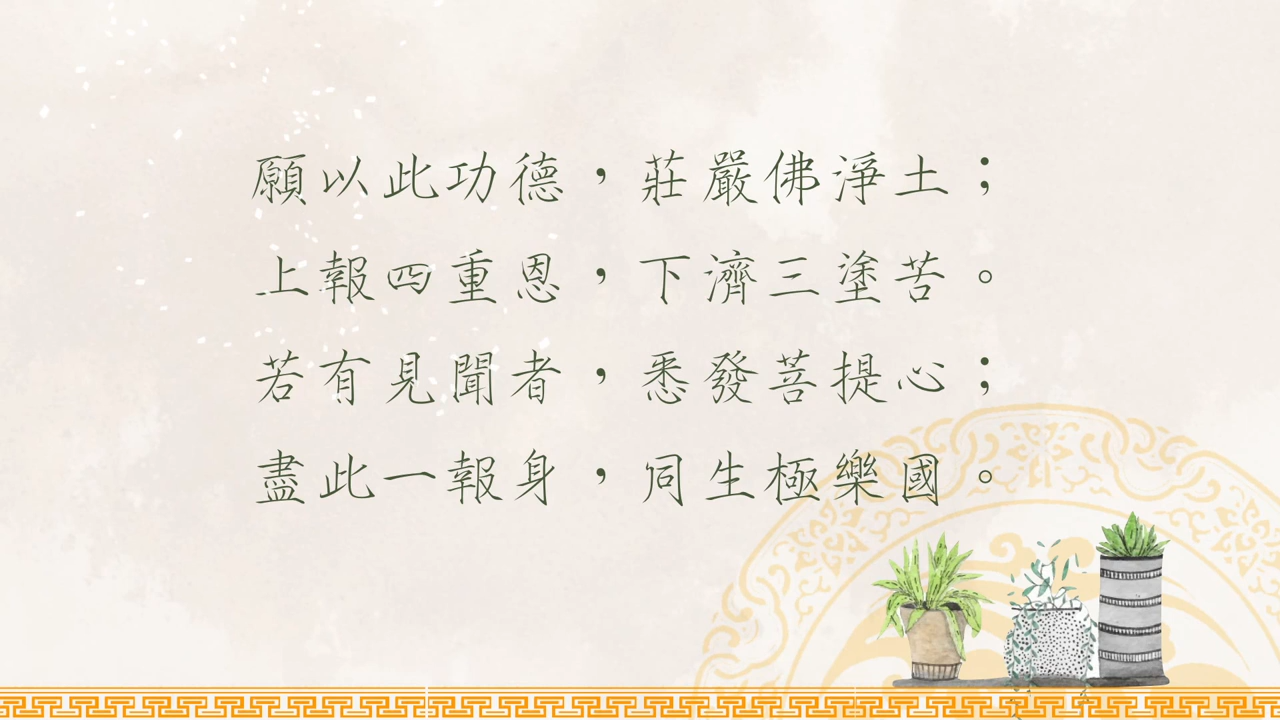 願以此功德，莊嚴佛淨土；
上報四重恩，下濟三塗苦。
若有見聞者，悉發菩提心；
盡此一報身，同生極樂國。